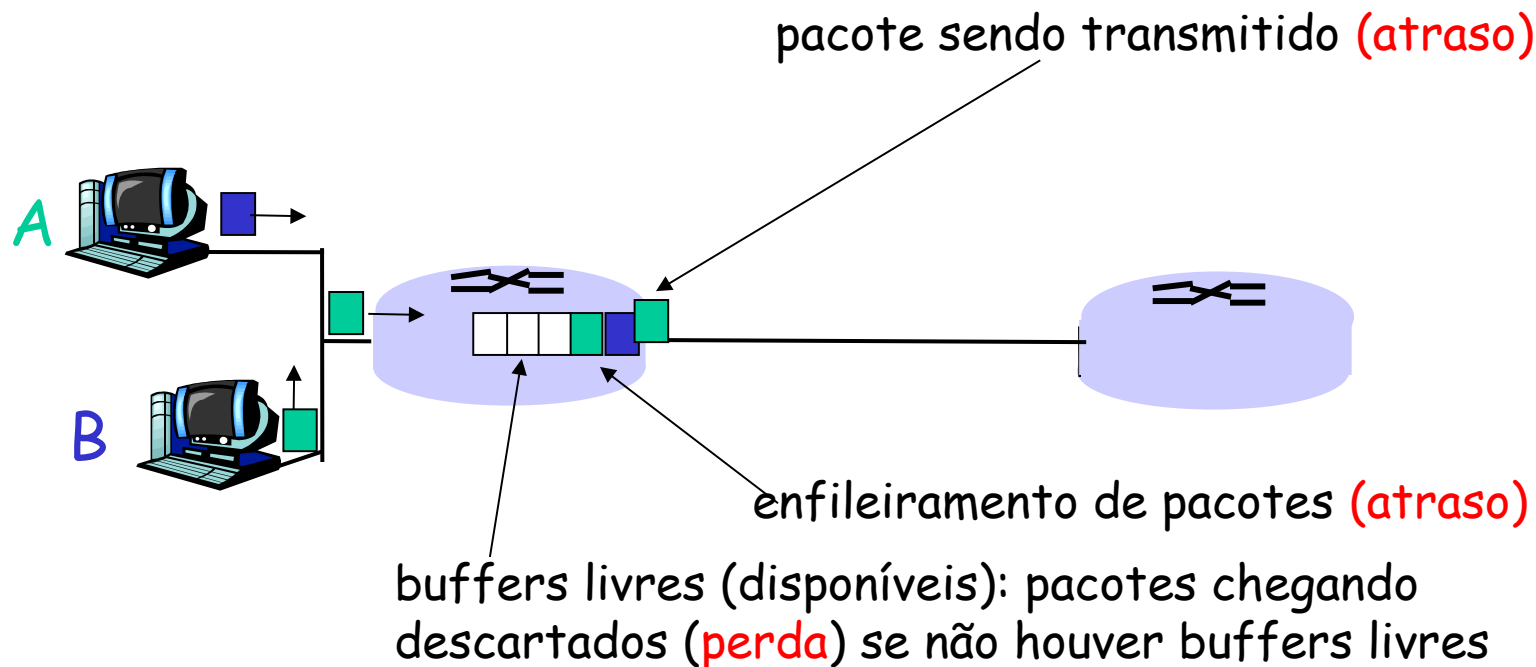 pacote sendo transmitido (atraso)
A
B
enfileiramento de pacotes (atraso)
buffers livres (disponíveis): pacotes chegando
descartados (perda) se não houver buffers livres